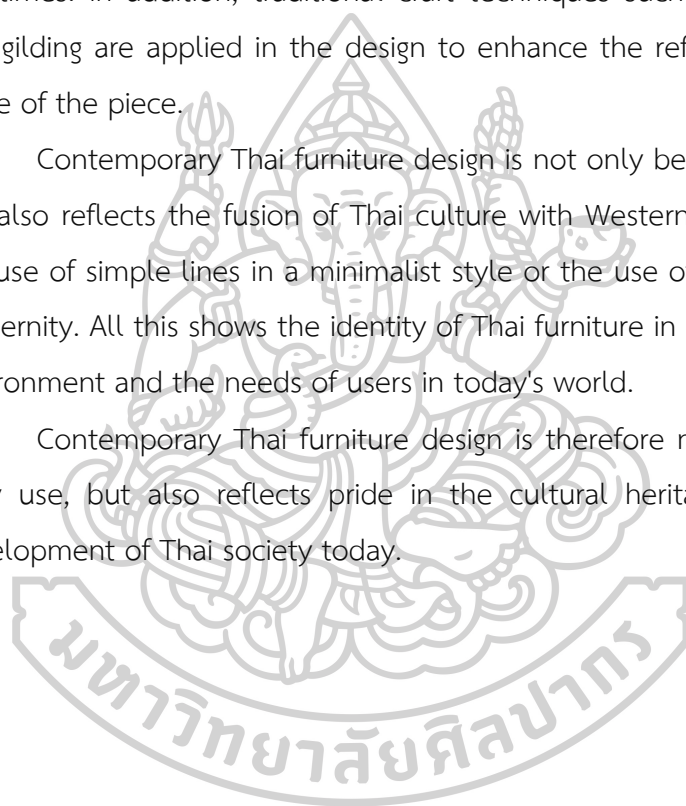 times. In addition, traditional craft techniques such
gilding are applied in the design to enhance the ref
e of the piece.
Contemporary Thai furniture design is not only be
also reflects the fusion of Thai culture with Western
use of simple lines in a minimalist style or the use o
ernity. All this shows the identity of Thai furniture in
ronment and the needs of users in today's world.
Contemporary Thai furniture design is therefore
use, but also reflects pride in the cultural herita
elopment of Thai society today.
มหาวิทยาลัยศิลปากร